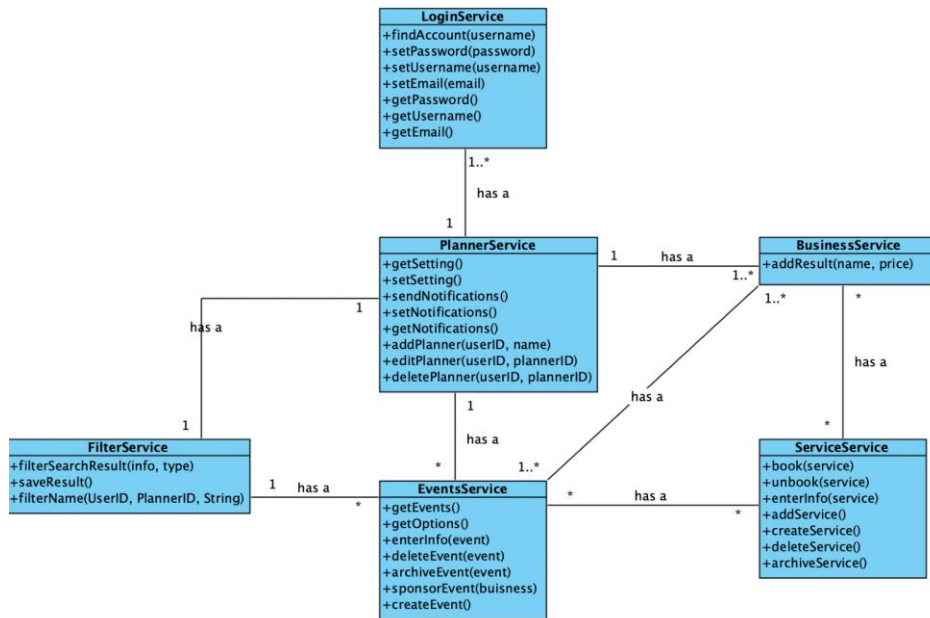 LoginService
+findAccount(username)
+setPassword(password)
+setUsername(username)
+setEmail(email)
+getPassword()
+getUsername()
+getEmail()
1..*
has a
1
PlannerService
+getSetting()
+setSetting()
+sendNotifications()
+setNotifications()
+getNotifications()
+addPlanner(userID, name)
+editPlanner(userID, plannerID)
+deletePlanner(userID, plannerID)
1
has a
1..*
BusinessService
+addResult(name, price)
1
has a
1
1
has a
*
1..*
has a
1..*
*
has a
*
FilterService
+filterSearchResult(info, type)
+saveResult()
+filterName(UserID, PlannerID, String)
1
has a
*
EventsService
+getEvents()
+getOptions()
+enterInfo(event)
+deleteEvent(event)
+archiveEvent(event)
+sponsorEvent(buisness)
+createEvent()
*
has a
*
ServiceService
+book(service)
+unbook(service)
+enterInfo(service)
+addService()
+createService()
+deleteService()
+archiveService()